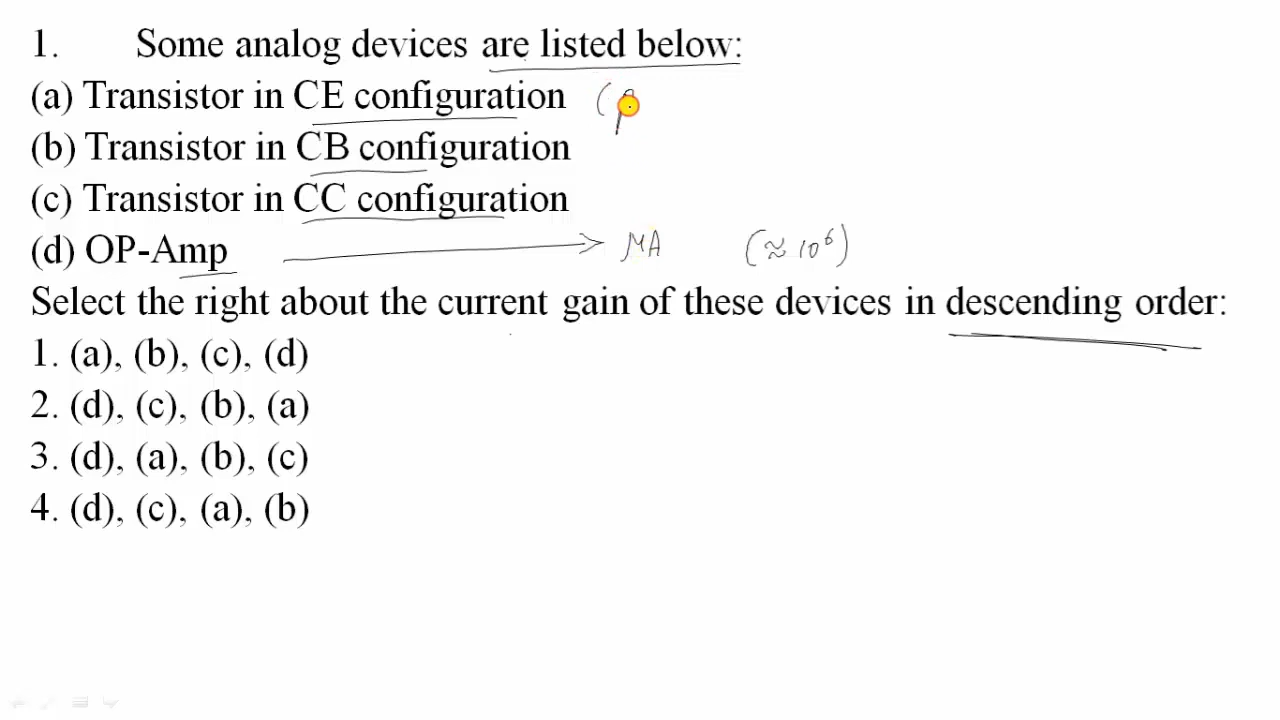 1. Some analog devices are listed below:
(a) Transistor in CE configuration (β
(b) Transistor in CB configuration
(c) Transistor in CC configuration
(d) OP-Amp → MA (≈ 10⁶)
Select the right about the current gain of these devices in descending order:
1. (a), (b), (c), (d)
2. (d), (c), (b), (a)
3. (d), (a), (b), (c)
4. (d), (c), (a), (b)